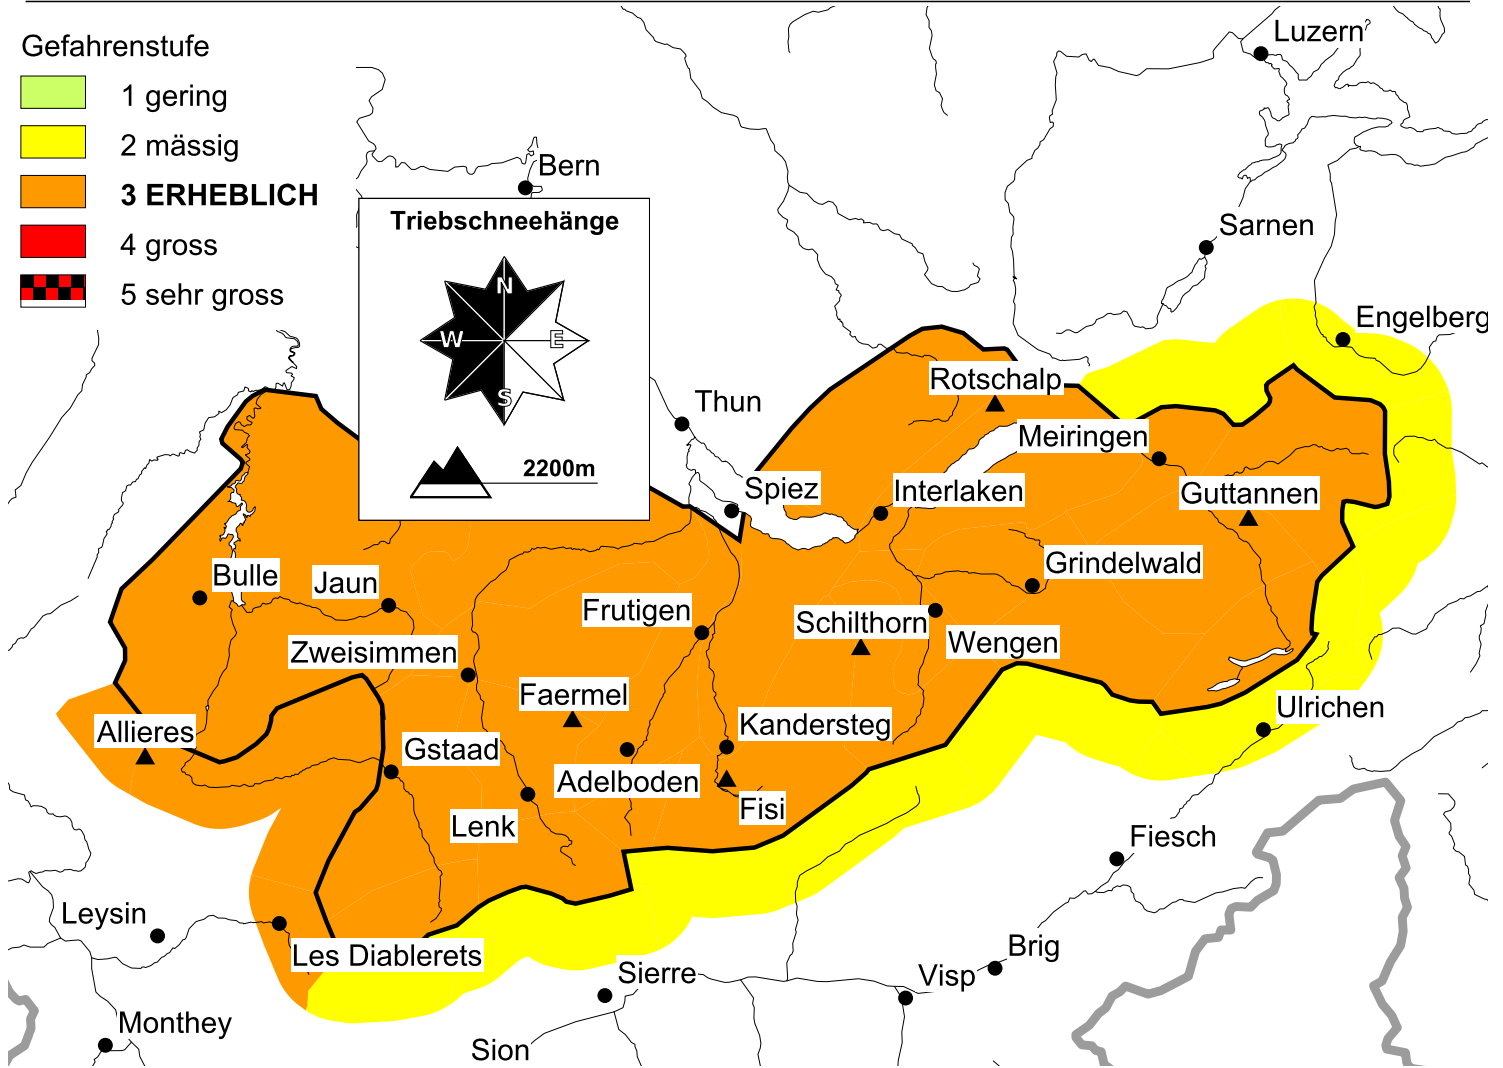 Gefahrenstufe
1 gering
2 mässig
3 ERHEBLICH
4 gross
5 sehr gross
Luzern
Bern
Triebschneehänge
N
W
E
S
2200m
Sarnen
Engelberg
Rotschalp
Thun
Meiringen
Spiez
Interlaken
Guttannen
Bulle
Jaun
Grindelwald
Frutigen
Schilthorn
Wengen
Zweisimmen
Faermel
Allieres
Kandersteg
Ulrichen
Gstaad
Adelboden
Fisi
Lenk
Fiesch
Leysin
Les Diablerets
Brig
Sierre
Visp
Monthey
Sion